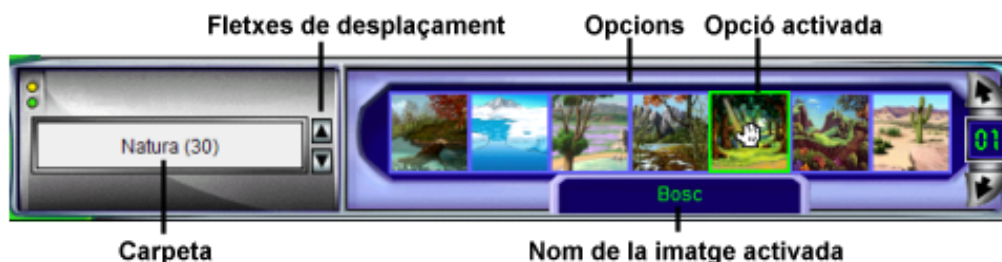 Fletxes de desplaçament
Opcions
Opció activada
Natura (30)
01
Bosc
Carpeta
Nom de la imatge activada